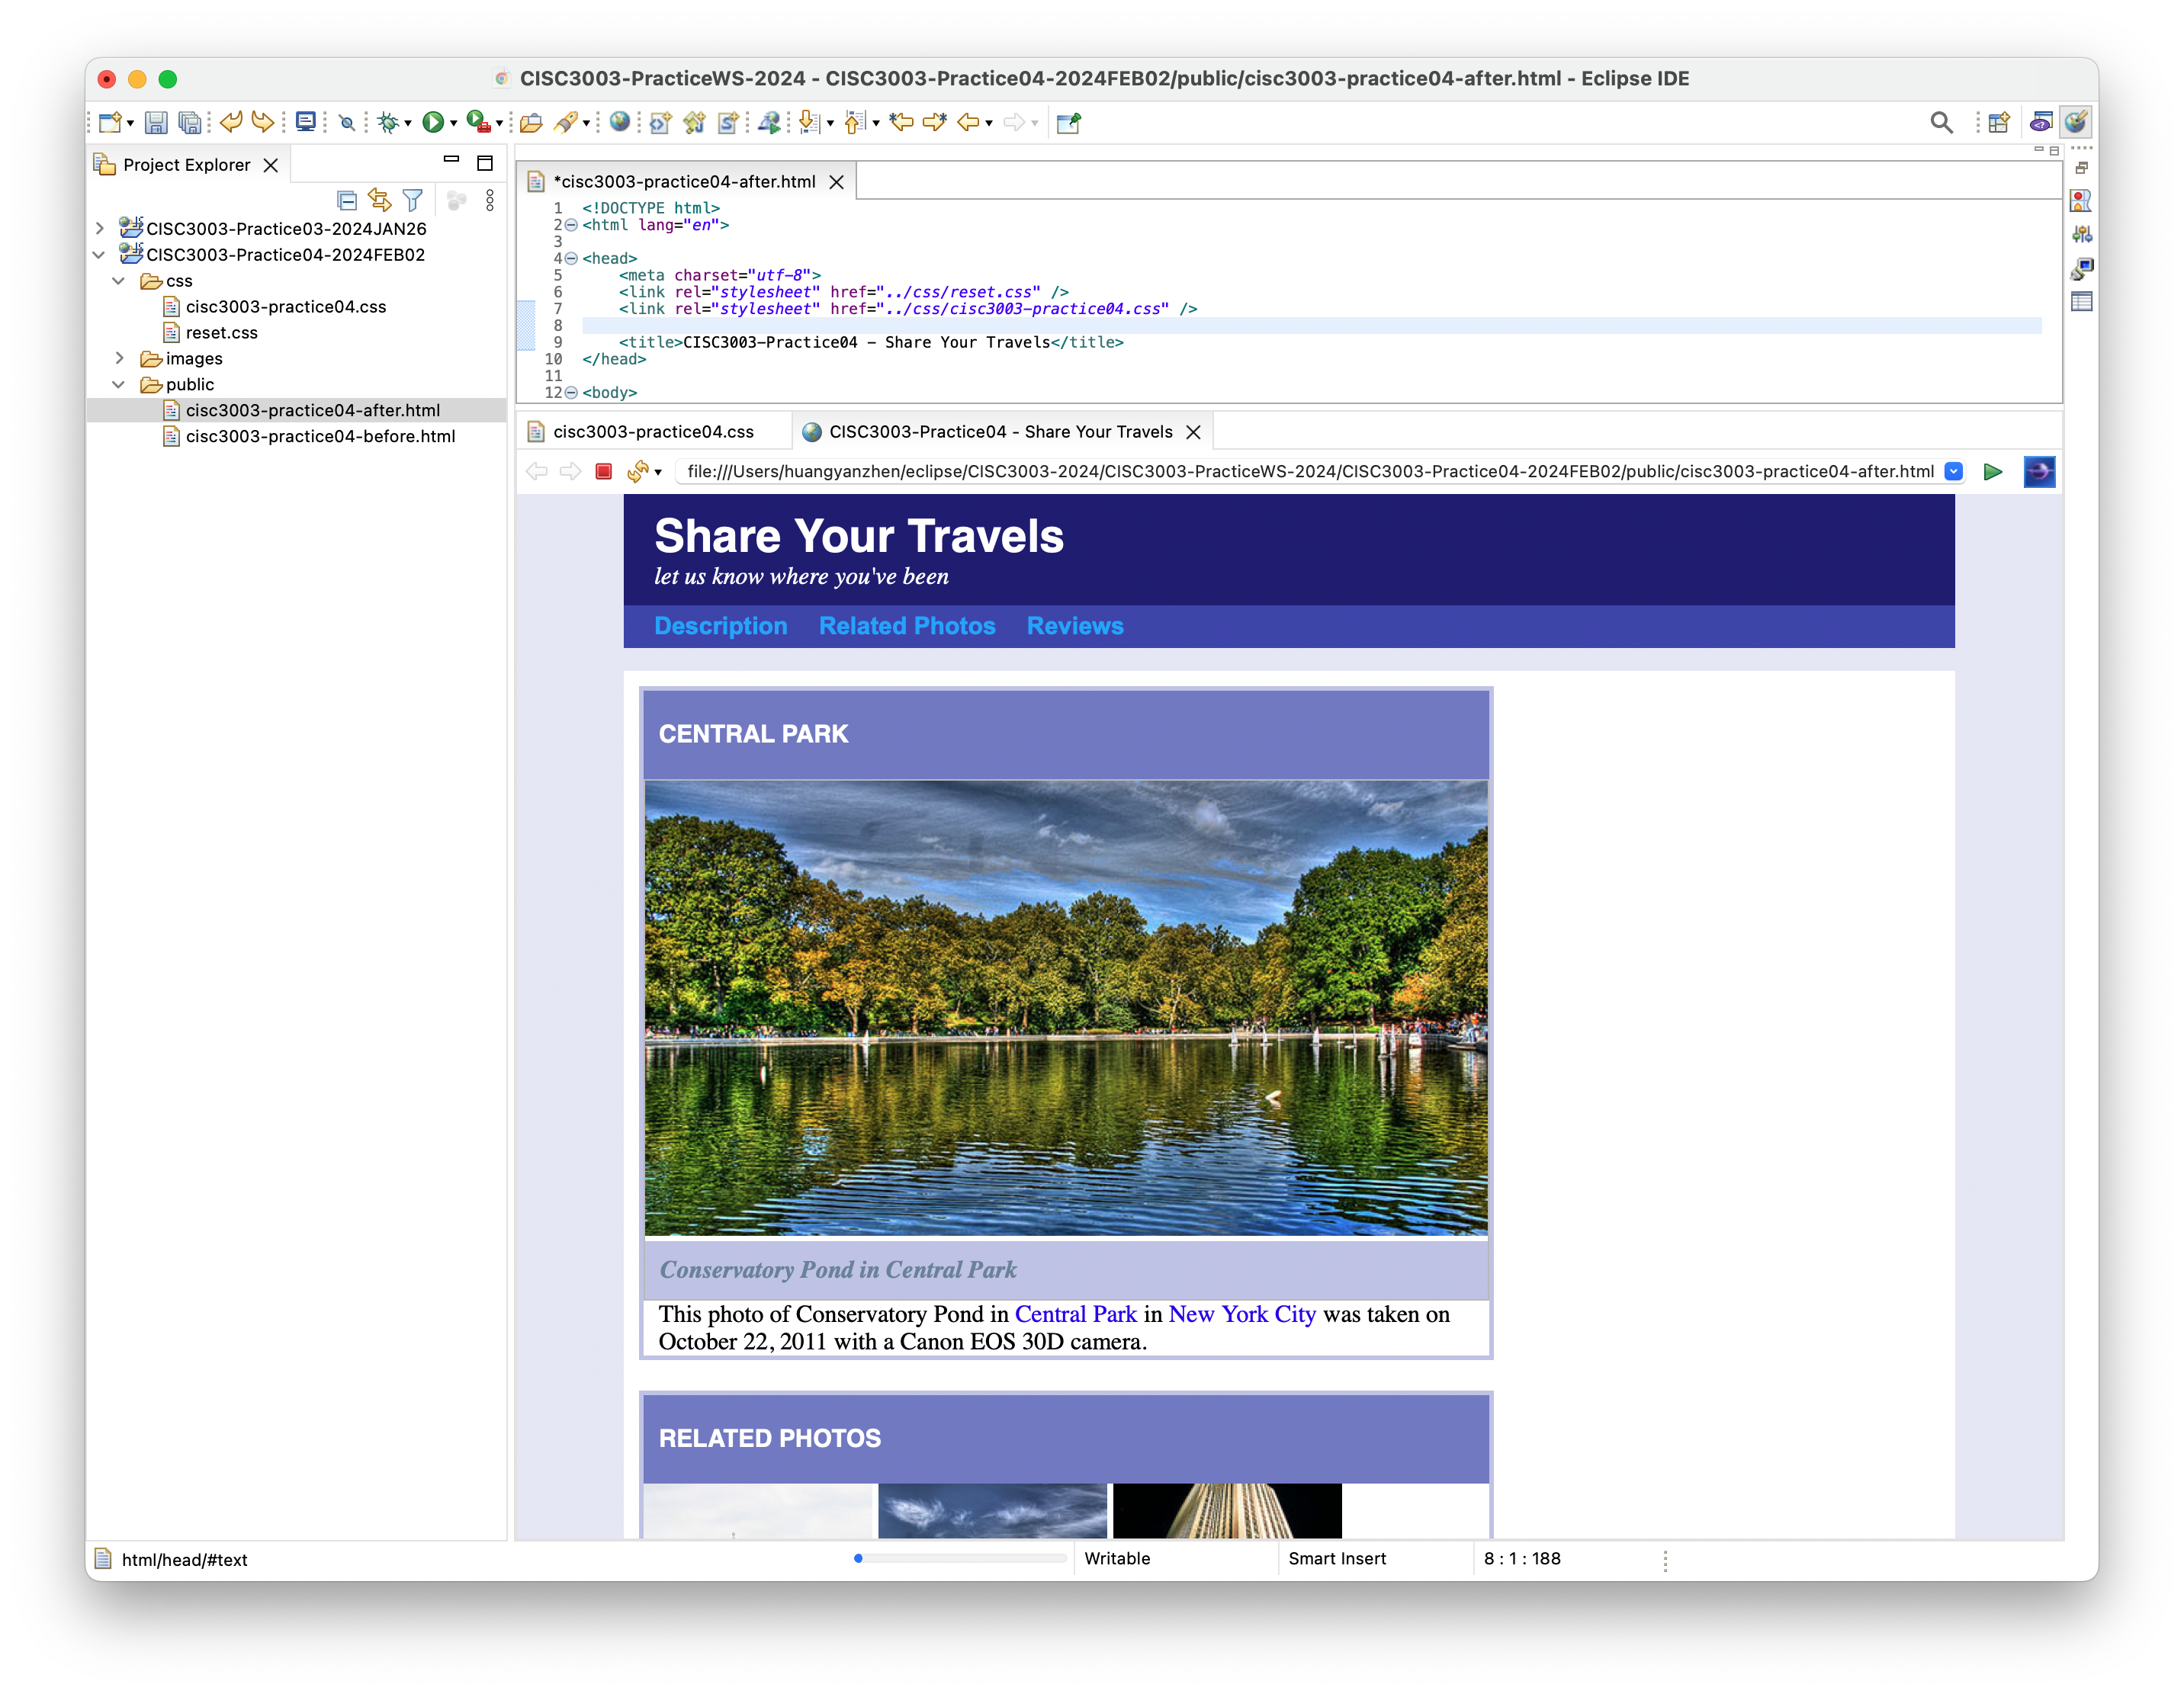 CISC3003-PracticeWS-2024 - CISC3003-Practice04-2024FEB02/public/cisc3003-practice04-after.html - Eclipse IDE
Project Explorer
CISC3003-Practice03-2024JAN26
CISC3003-Practice04-2024FEB02
css
cisc3003-practice04.css
reset.css
images
public
cisc3003-practice04-after.html
cisc3003-practice04-before.html
*cisc3003-practice04-after.html
1 <!DOCTYPE html>
2 <html lang="en">
3
4 <head>
5 <meta charset="utf-8">
6 <link rel="stylesheet" href="../css/reset.css" />
7 <link rel="stylesheet" href="../css/cisc3003-practice04.css" />
8
9 <title>CISC3003-Practice04 - Share Your Travels</title>
10 </head>
11
12 <body>
cisc3003-practice04.css
CISC3003-Practice04 - Share Your Travels
file:///Users/huangyanzhen/eclipse/CISC3003-2024/CISC3003-PracticeWS-2024/CISC3003-Practice04-2024FEB02/public/cisc3003-practice04-after.html
Share Your Travels
let us know where you've been
Description Related Photos Reviews
CENTRAL PARK
Conservatory Pond in Central Park
This photo of Conservatory Pond in Central Park in New York City was taken on
October 22, 2011 with a Canon EOS 30D camera.
RELATED PHOTOS
html/head/#text
Writable
Smart Insert
8 : 1 : 188